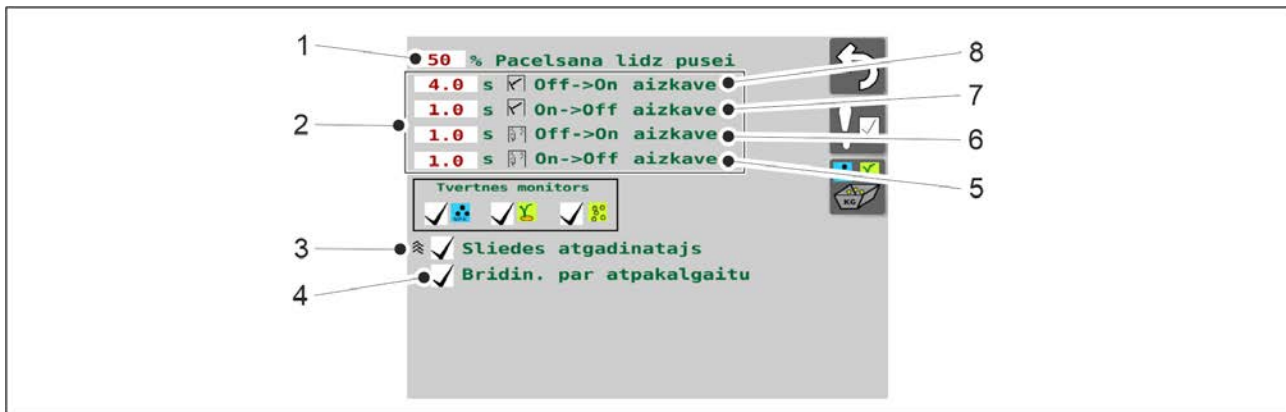 1
50 % Pacelsana lidz pusei
8
4.0 s Off->On aizkave
7
1.0 s On->Off aizkave
2
1.0 s Off->On aizkave
6
1.0 s On->Off aizkave
5
Tvertnes monitors
KG
3
Sliedes atgadinatajs
4
Bridin. par atpakalgaitu